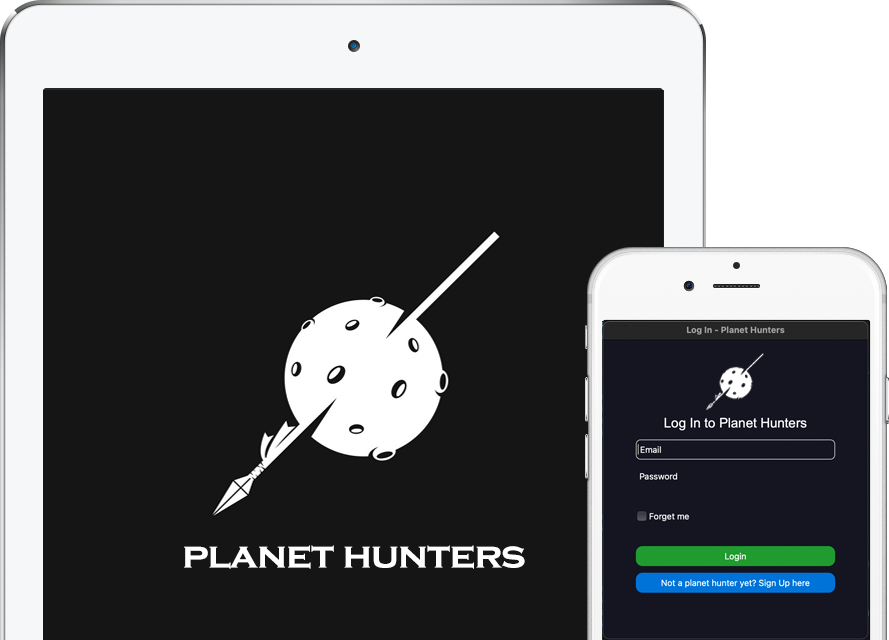 PLANET HUNTERS
Log In - Planet Hunters
Log In to Planet Hunters
Email
Password
Forget me
Login
Not a planet hunter yet? Sign Up here